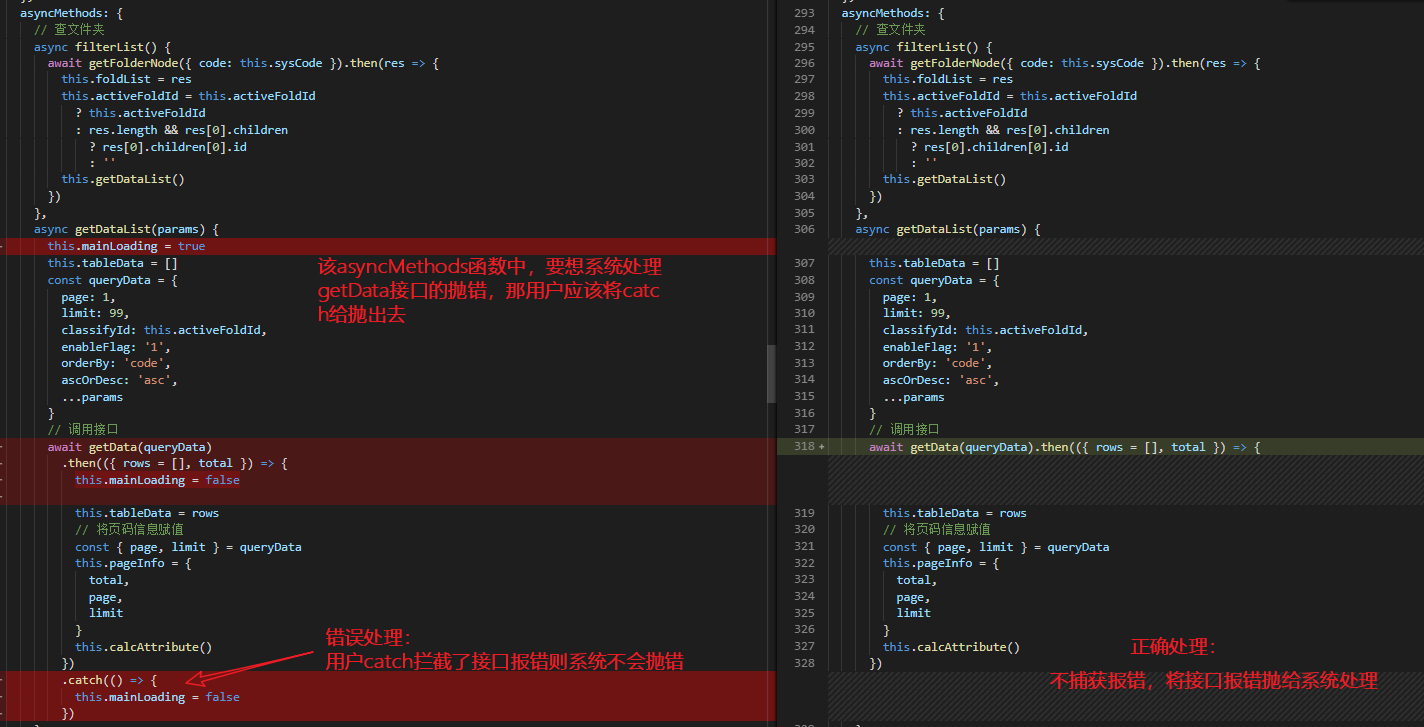 asyncMethods: {
// 查文件夹
async filterList() {
await getFolderNode({ code: this.sysCode }).then(res => {
this.foldList = res
this.activeFoldId = this.activeFoldId
? this.activeFoldId
: res.length && res[0].children
? res[0].children[0].id
: ''
this.getDataList()
})
},
async getDataList(params) {
this.mainLoading = true
this.tableData = []
const queryData = {
page: 1,
limit: 99,
classifyId: this.activeFoldId,
enableFlag: '1',
orderBy: 'code',
ascOrDesc: 'asc',
...params
}
// 调用接口
await getData(queryData)
.then(({ rows = [], total }) => {
this.mainLoading = false
this.tableData = rows
// 将页码信息赋值
const { page, limit } = queryData
this.pageInfo = {
total,
page,
limit
}
this.calcAttribute()
})
.catch(() => {
this.mainLoading = false
})
该asyncMethods函数中，要想系统处理
getData接口的抛错，那用户应该将catc
h给抛出去
错误处理：
用户catch拦截了接口报错则系统不会抛错
293 asyncMethods: {
294 // 查文件夹
295 async filterList() {
296 await getFolderNode({ code: this.sysCode }).then(res => {
297 this.foldList = res
298 this.activeFoldId = this.activeFoldId
299 ? this.activeFoldId
300 : res.length && res[0].children
301 ? res[0].children[0].id
302 : ''
303 this.getDataList()
304 })
305 },
306 async getDataList(params) {
307 this.tableData = []
308 const queryData = {
309 page: 1,
310 limit: 99,
311 classifyId: this.activeFoldId,
312 enableFlag: '1',
313 orderBy: 'code',
314 ascOrDesc: 'asc',
315 ...params
316 }
317 // 调用接口
318 + await getData(queryData).then(({ rows = [], total }) => {
319 this.tableData = rows
320 // 将页码信息赋值
321 const { page, limit } = queryData
322 this.pageInfo = {
323 total,
324 page,
325 limit
326 }
327 this.calcAttribute()
328 })
正确处理：
不捕获报错，将接口报错抛给系统处理